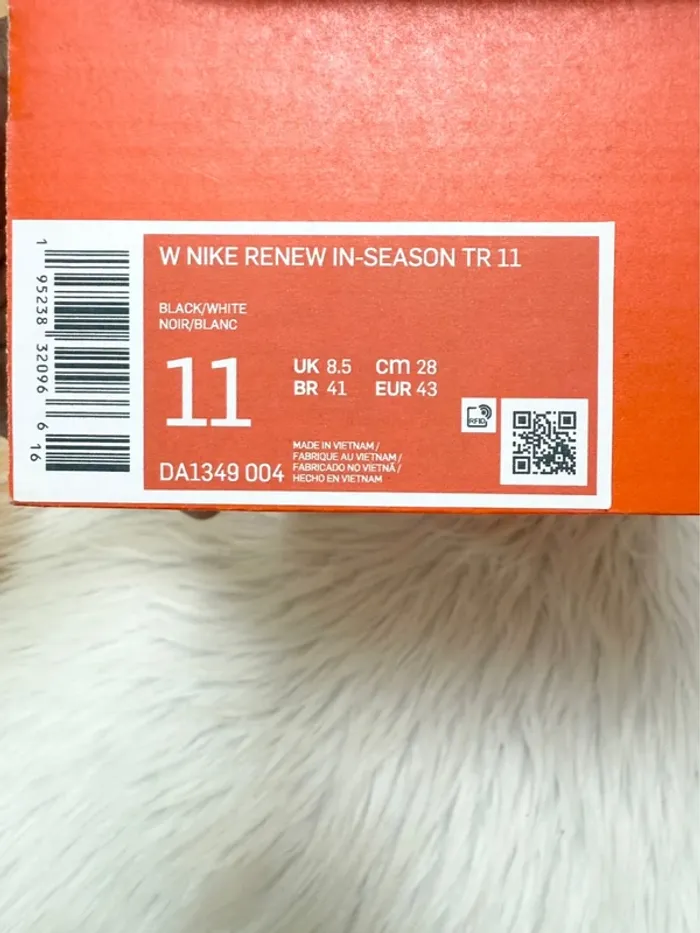 W NIKE RENEW IN-SEASON TR 11
BLACK/WHITE
NOIR/BLANC
11
UK 8.5 cm 28
BR 41 EUR 43
RFID
MADE IN VIETNAM /
FABRIQUE AU VIETNAM /
FABRICADO NO VIETNÃ /
HECHO EN VIETNAM
DA1349 004
1 95238 32096 6 16